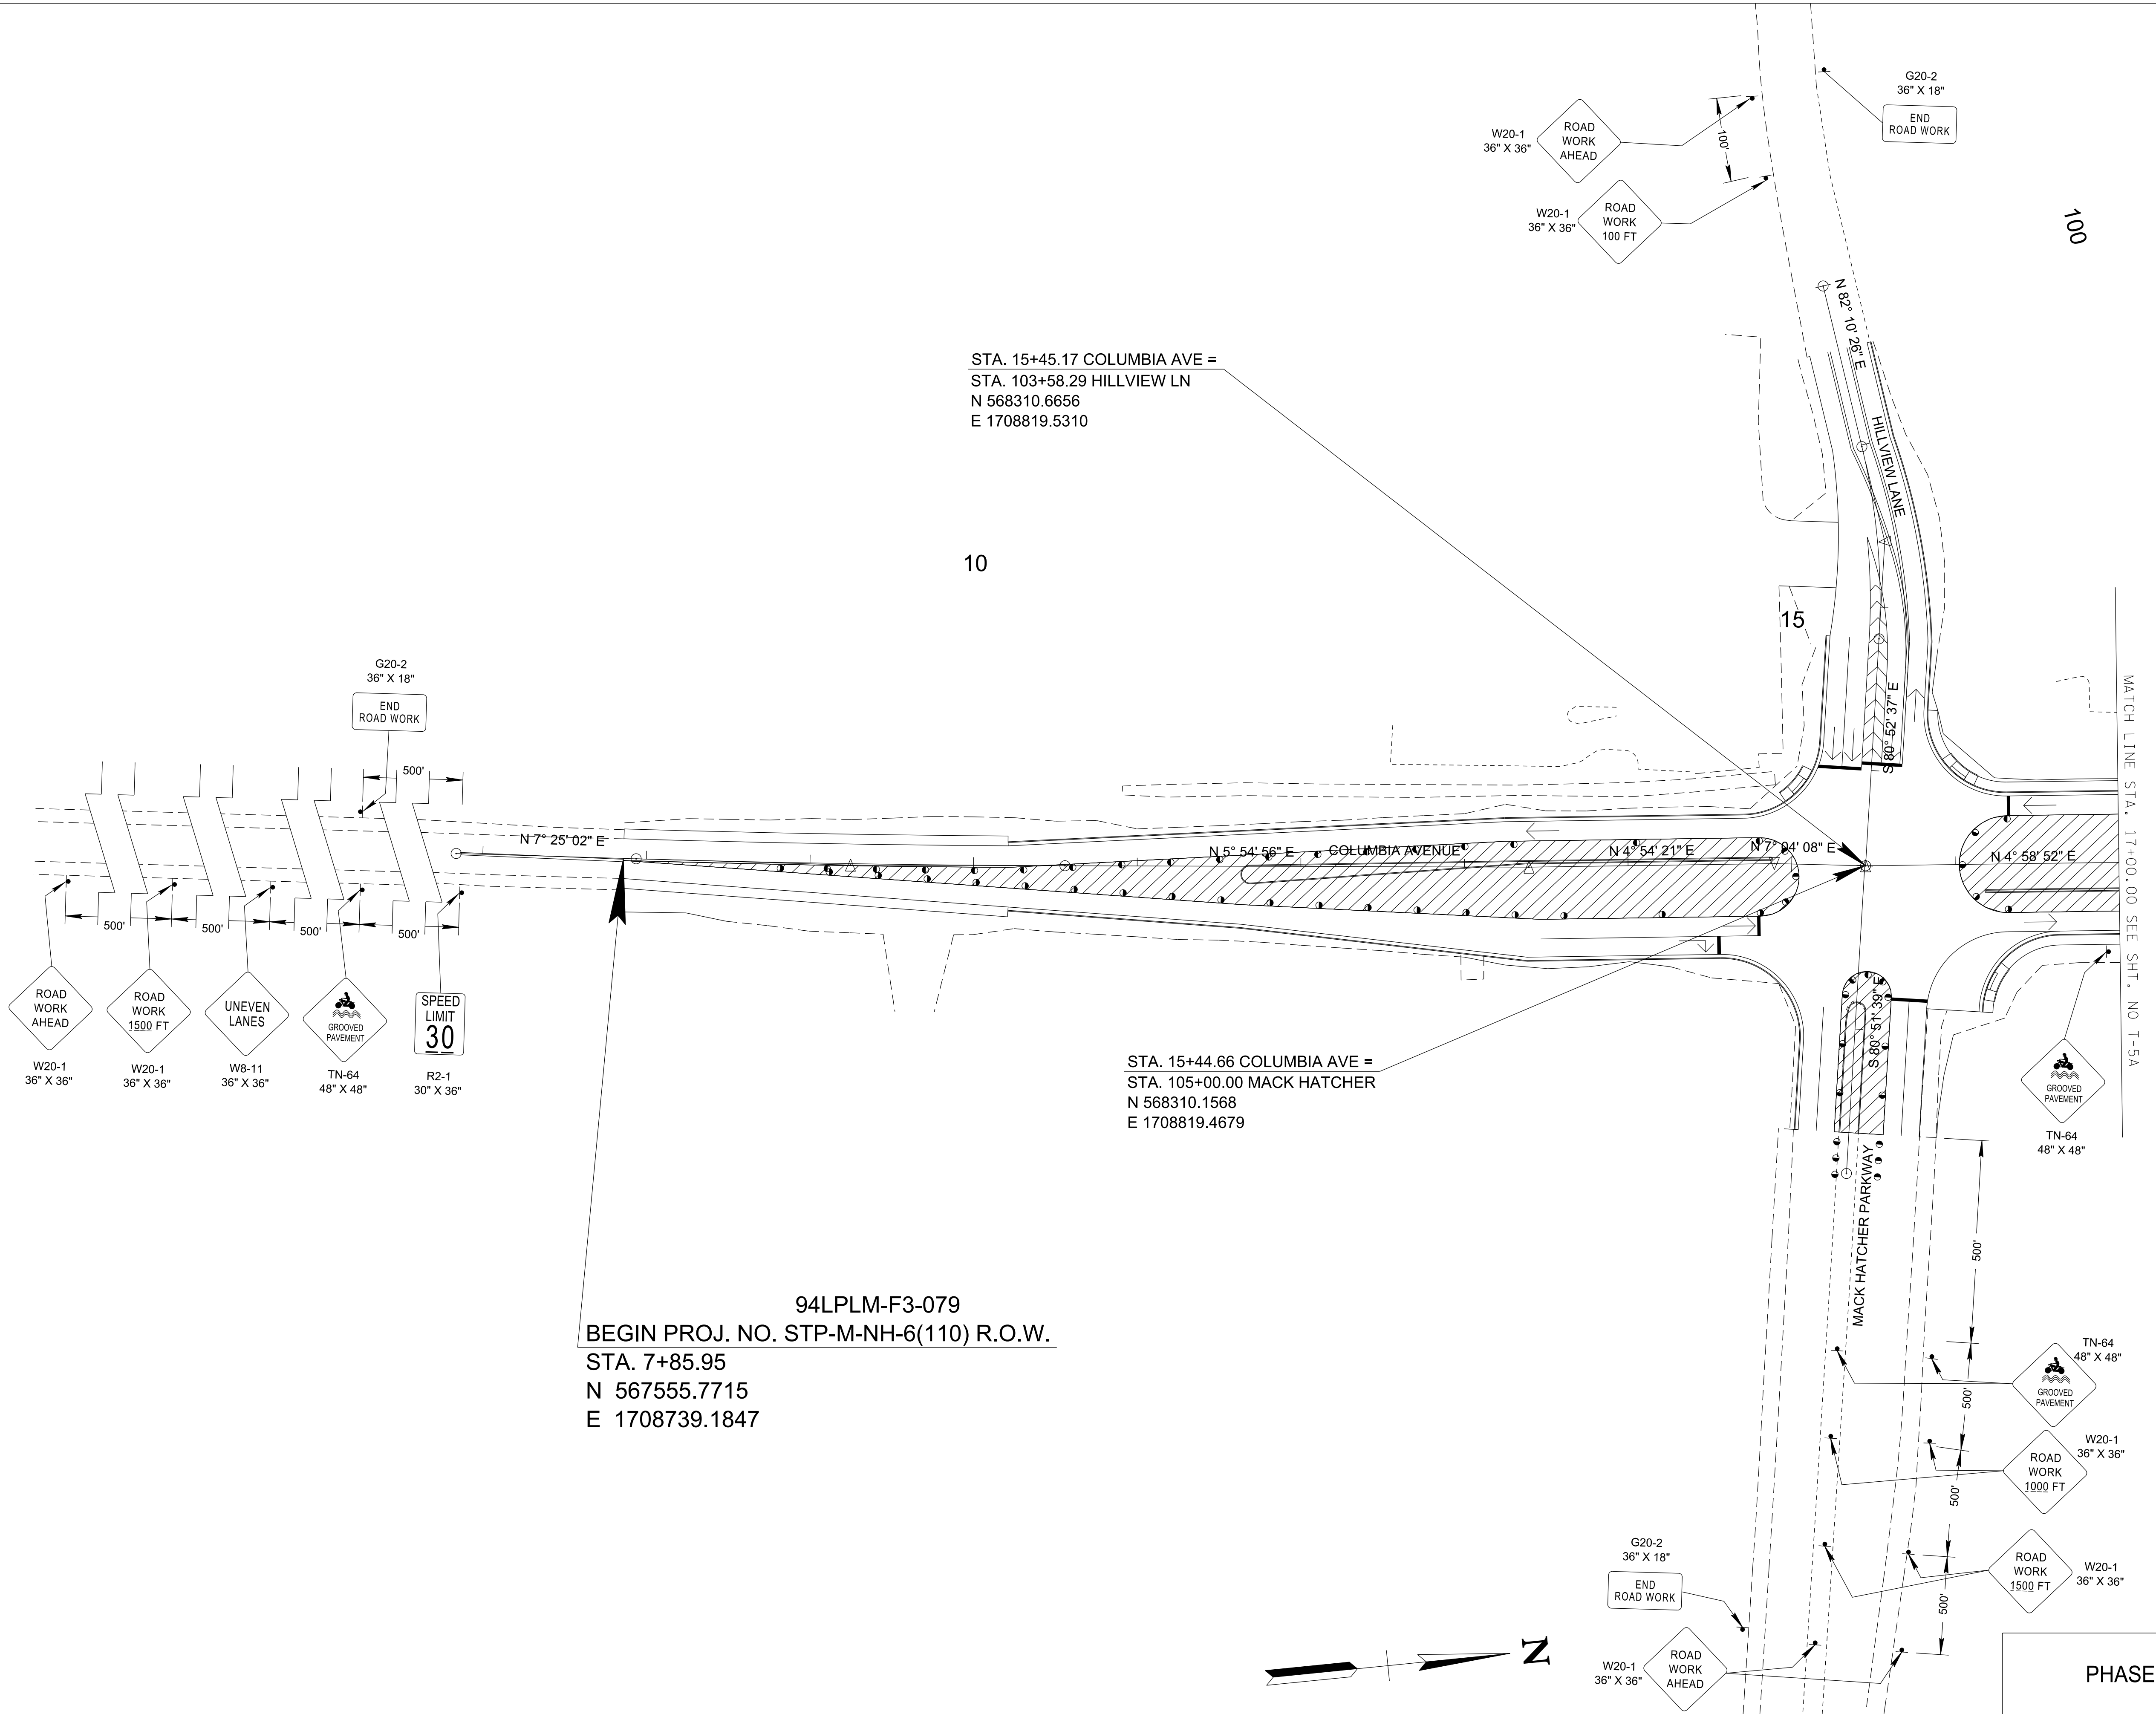 G20-2
36" X 18"
END
ROAD WORK
W20-1
36" X 36"
ROAD
WORK
AHEAD
100'
W20-1
36" X 36"
ROAD
WORK
100 FT
100
N 82° 10' 26" E
HILLVIEW LANE
STA. 15+45.17 COLUMBIA AVE =
STA. 103+58.29 HILLVIEW LN
N 568310.6656
E 1708819.5310
10
15
S 80° 52' 37" E
MATCH LINE STA. 17+00.00 SEE SHT. NO T-5A
G20-2
36" X 18"
END
ROAD WORK
500'
N 7° 25' 02" E
N 5° 54' 56" E
COLUMBIA AVENUE
N 4° 54' 21" E
N 7° 04' 08" E
N 4° 58' 52" E
500'
500'
500'
500'
ROAD
WORK
AHEAD
W20-1
36" X 36"
ROAD
WORK
1500 FT
W20-1
36" X 36"
UNEVEN
LANES
W8-11
36" X 36"
GROOVED
PAVEMENT
TN-64
48" X 48"
SPEED
LIMIT
30
R2-1
30" X 36"
S 80° 51' 39" E
GROOVED
PAVEMENT
TN-64
48" X 48"
STA. 15+44.66 COLUMBIA AVE =
STA. 105+00.00 MACK HATCHER
N 568310.1568
E 1708819.4679
MACK HATCHER PARKWAY
94LPLM-F3-079
BEGIN PROJ. NO. STP-M-NH-6(110) R.O.W.
STA. 7+85.95
N 567555.7715
E 1708739.1847
500'
TN-64
48" X 48"
GROOVED
PAVEMENT
500'
W20-1
36" X 36"
ROAD
WORK
1000 FT
500'
ROAD
WORK
1500 FT
W20-1
36" X 36"
G20-2
36" X 18"
END
ROAD WORK
500'
W20-1
36" X 36"
ROAD
WORK
AHEAD
N
PHASE